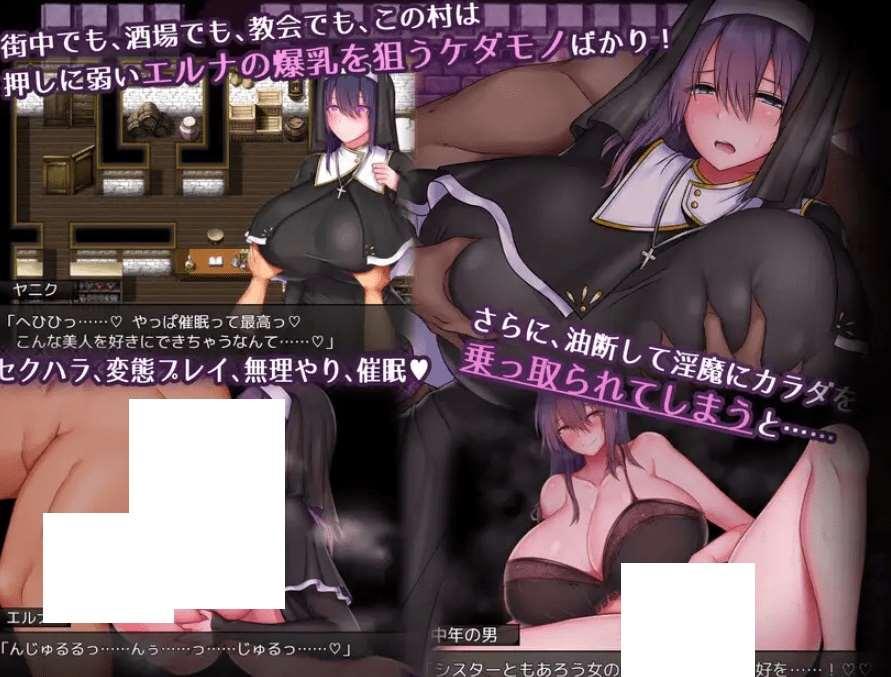 街中でも、酒場でも、教会でも、この村は
押しに弱いエルナの爆乳を狙うケダモノばかり！
ヤニク
「へひひっ……♡ やっぱ催眠って最高っ♡
こんな美人を好きにできちゃうなんて……♡」
セクハラ、変態プレイ、無理やり、催眠♥
さらに、油断して淫魔にカラダを
乗っ取られてしまうと……
エルナ
「んじゅるるっ……んぅ……っ……じゅるっ……♡」
中年の男
「シスターともあろう女の
好を……！♡♡